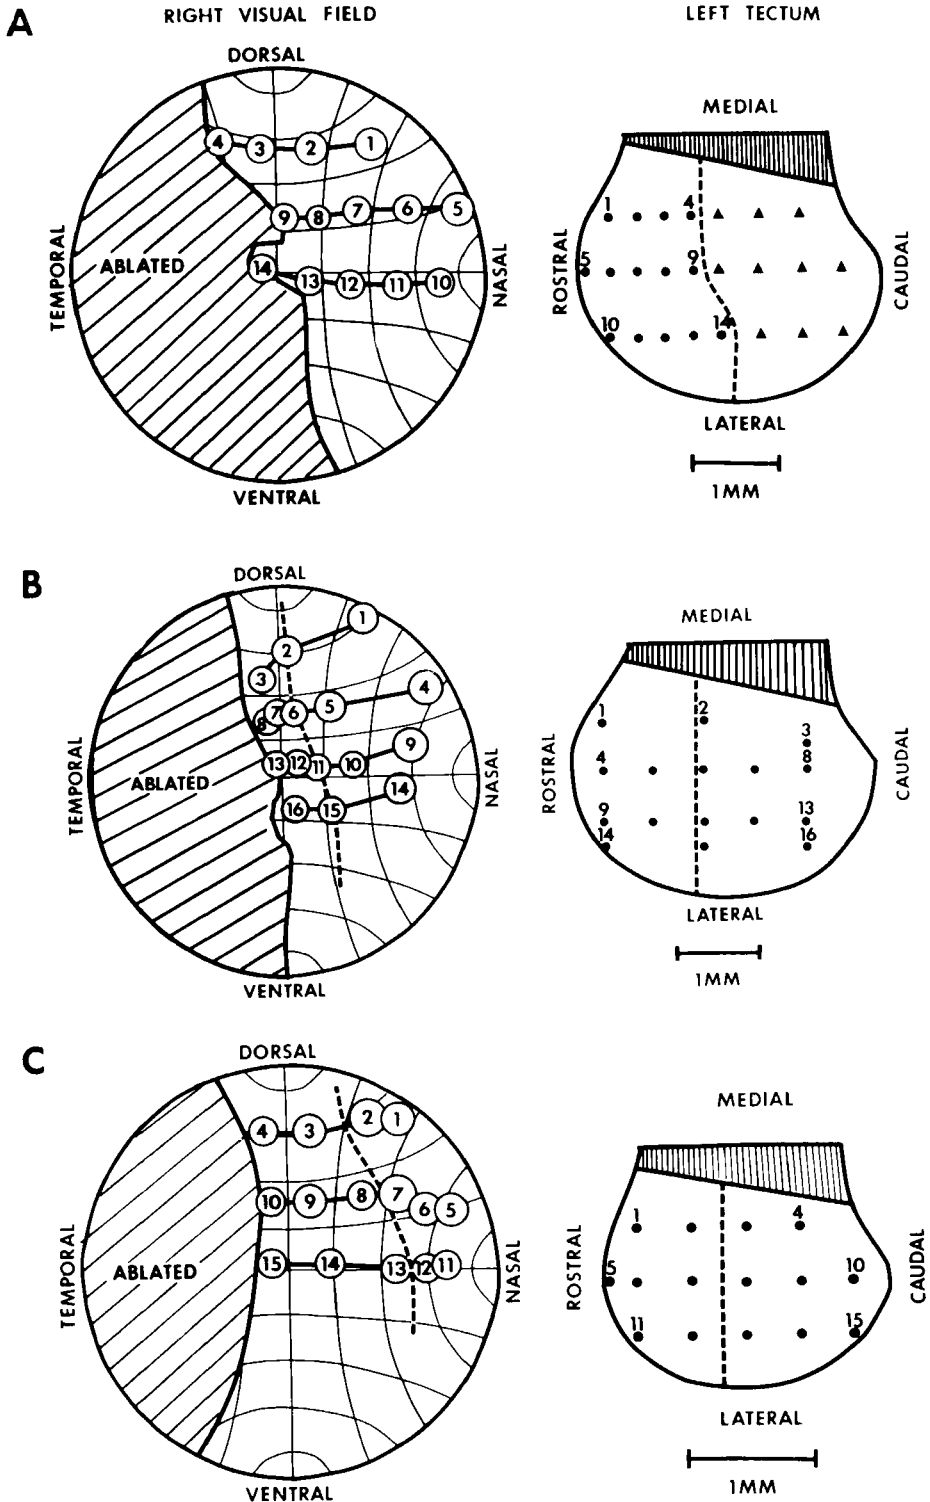 A
RIGHT VISUAL FIELD
LEFT TECTUM
DORSAL
MEDIAL
4 3 2 1
9 8 7 6 5
14 13 12 11 10
TEMPORAL
ABLATED
NASAL
VENTRAL
ROSTRAL
CAUDAL
1 4
5 9
10 14
LATERAL
1MM
B
DORSAL
MEDIAL
1
2
3
4
5
6
7
8
9
13 12 11 10
14
16 15
TEMPORAL
ABLATED
NASAL
VENTRAL
ROSTRAL
CAUDAL
1 2
3
4 8
9 13
14 16
LATERAL
1MM
C
DORSAL
MEDIAL
4 3 2 1
10 9 8 7 6 5
15 14 13 12 11
TEMPORAL
ABLATED
NASAL
VENTRAL
ROSTRAL
CAUDAL
1 4
5 10
11 15
LATERAL
1MM